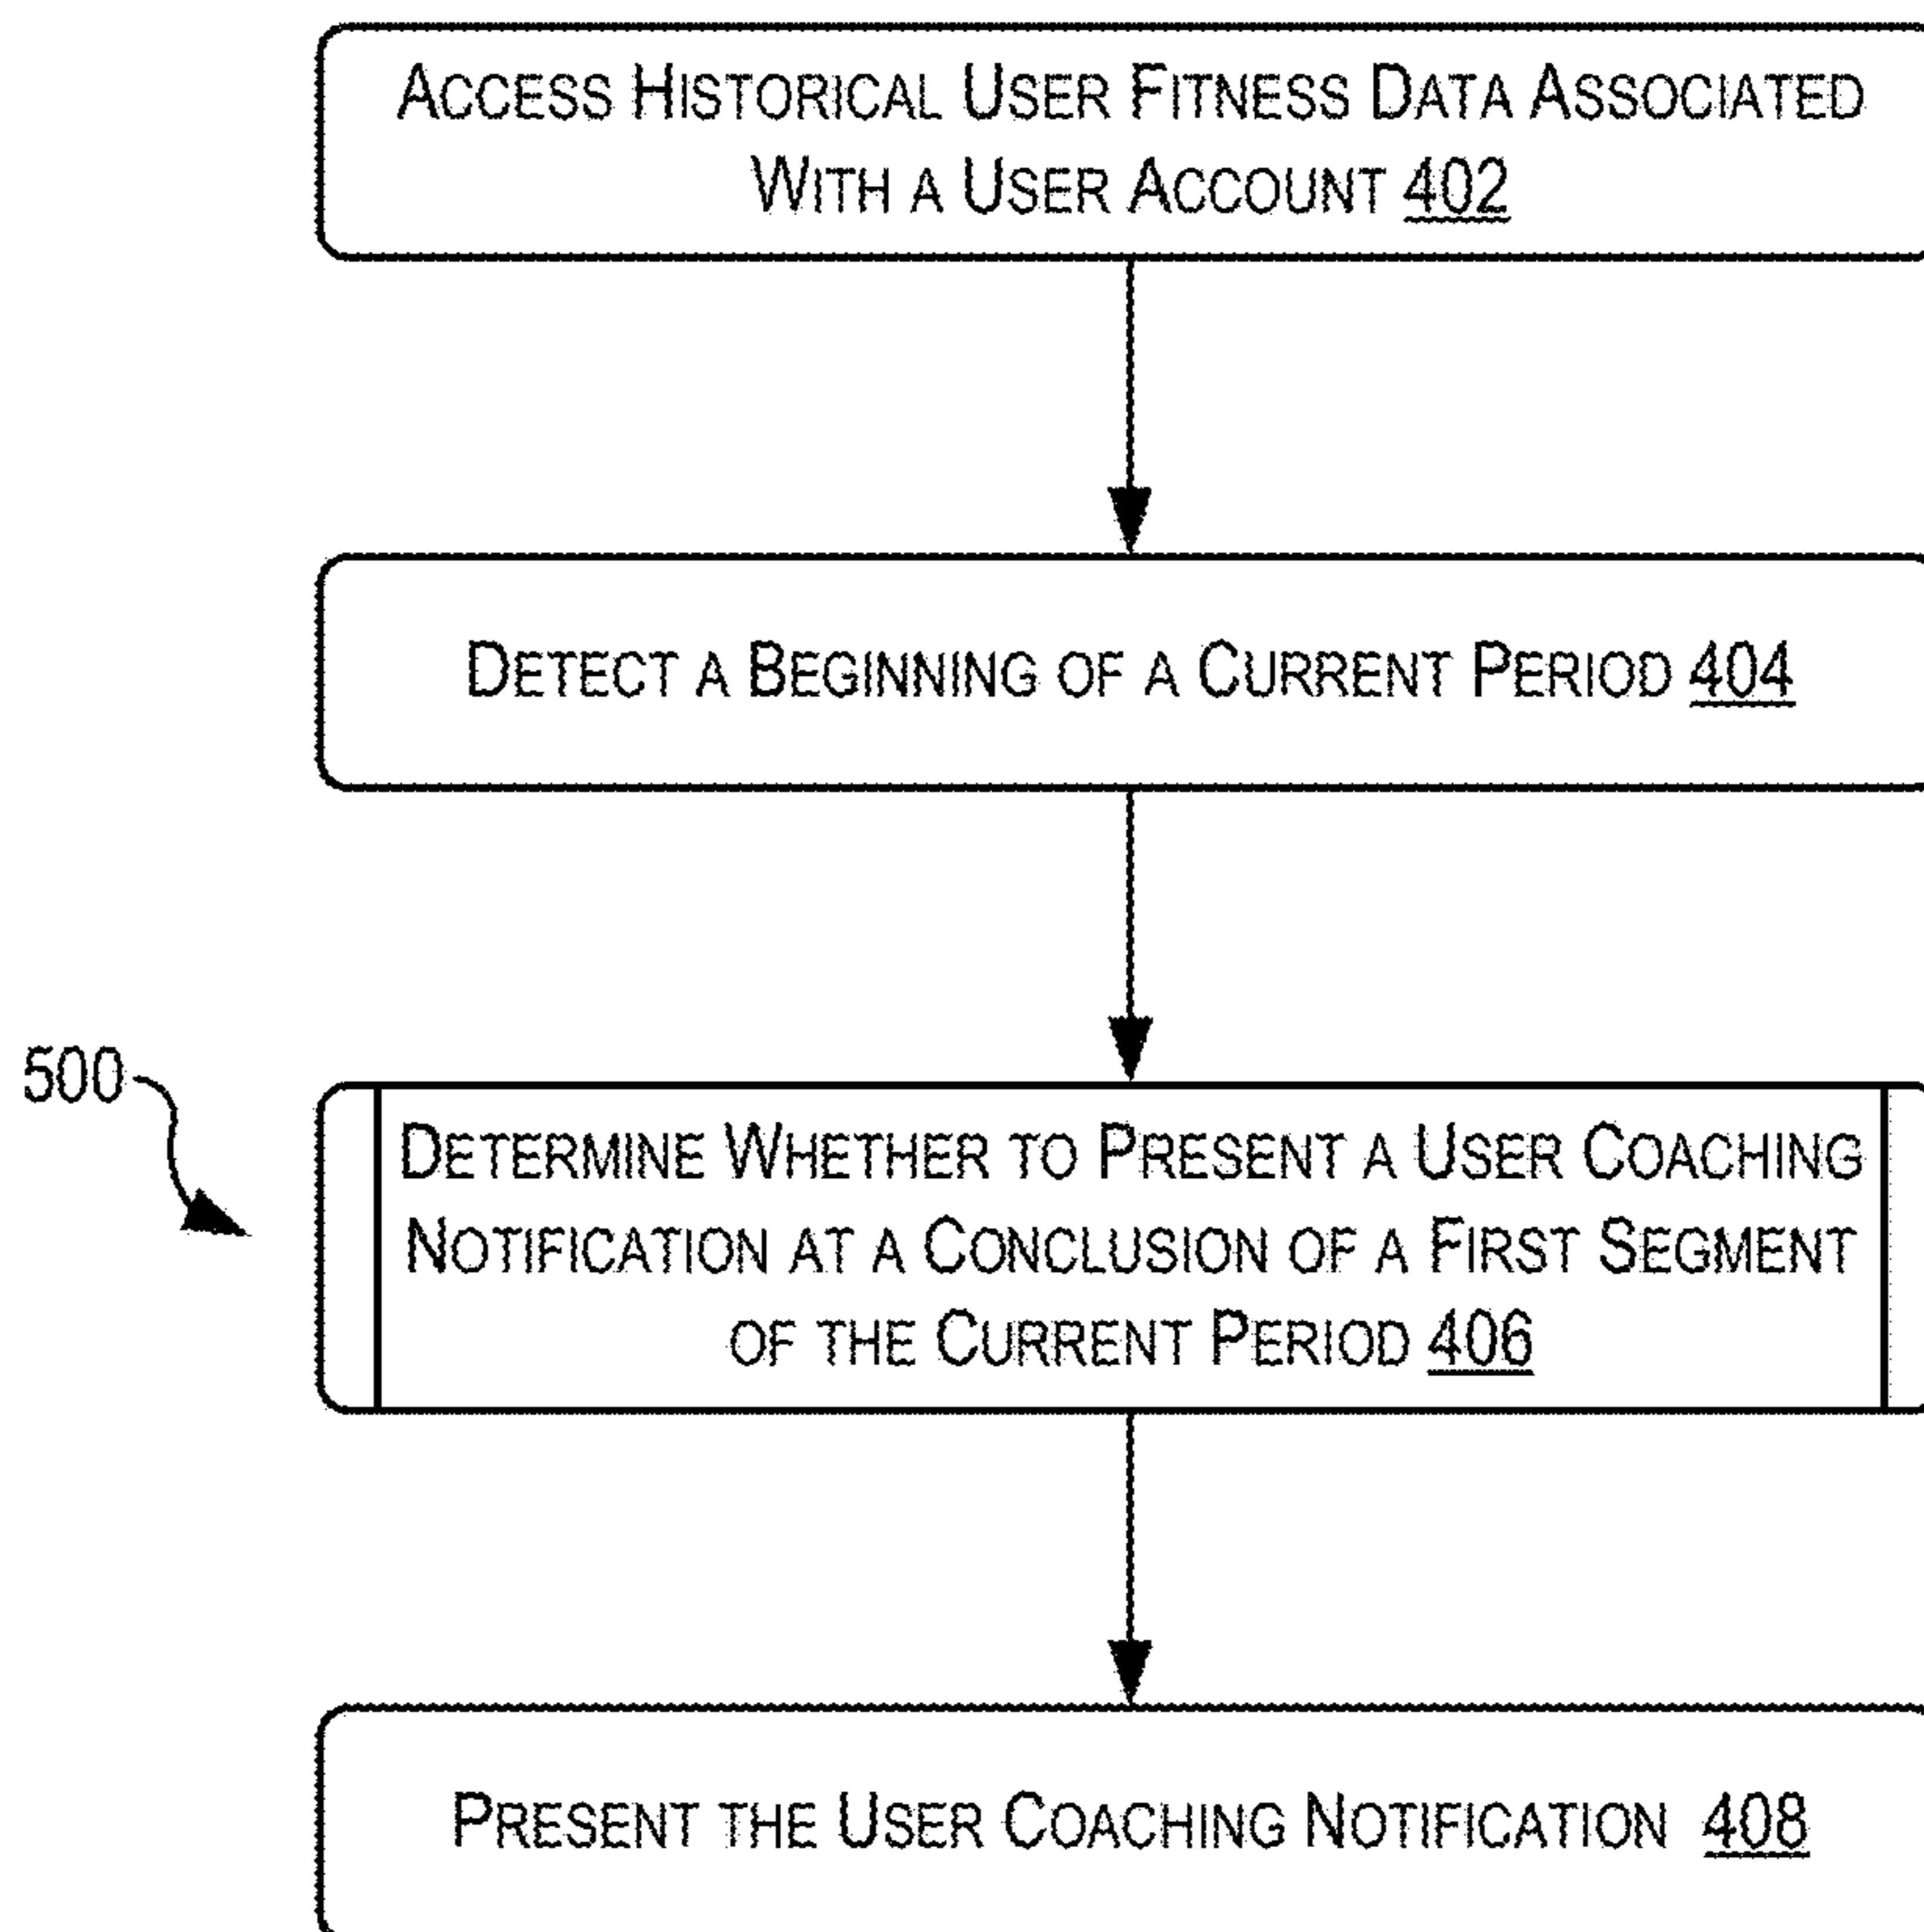 ACCESS HISTORICAL USER FITNESS DATA ASSOCIATED
WITH A USER ACCOUNT 402
DETECT A BEGINNING OF A CURRENT PERIOD 404
500
DETERMINE WHETHER TO PRESENT A USER COACHING
NOTIFICATION AT A CONCLUSION OF A FIRST SEGMENT
OF THE CURRENT PERIOD 406
PRESENT THE USER COACHING NOTIFICATION 408